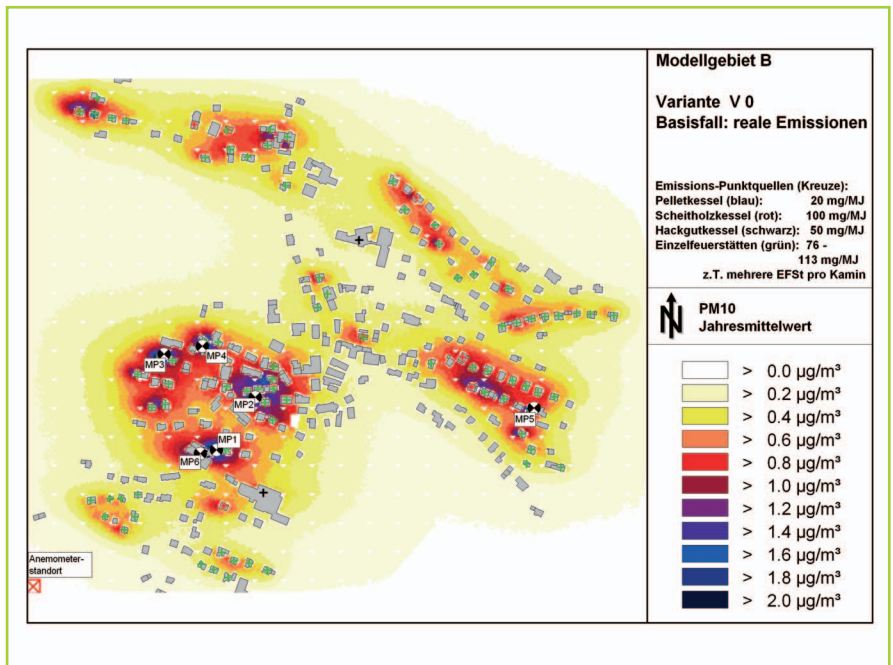 Modellgebiet B
Variante V 0
Basisfall: reale Emissionen
Emissions-Punktquellen (Kreuze):
Pelletkessel (blau): 20 mg/MJ
Scheitholzkessel (rot): 100 mg/MJ
Hackgutkessel (schwarz): 50 mg/MJ
Einzelfeuerstätten (grün): 76 -
113 mg/MJ
z.T. mehrere EFSt pro Kamin
N
PM10
Jahresmittelwert
> 0.0 µg/m³
> 0.2 µg/m³
> 0.4 µg/m³
> 0.6 µg/m³
> 0.8 µg/m³
> 1.0 µg/m³
> 1.2 µg/m³
> 1.4 µg/m³
> 1.6 µg/m³
> 1.8 µg/m³
> 2.0 µg/m³
MP3
MP4
MP2
MP5
MP1
MP6
Anemometer-
standort